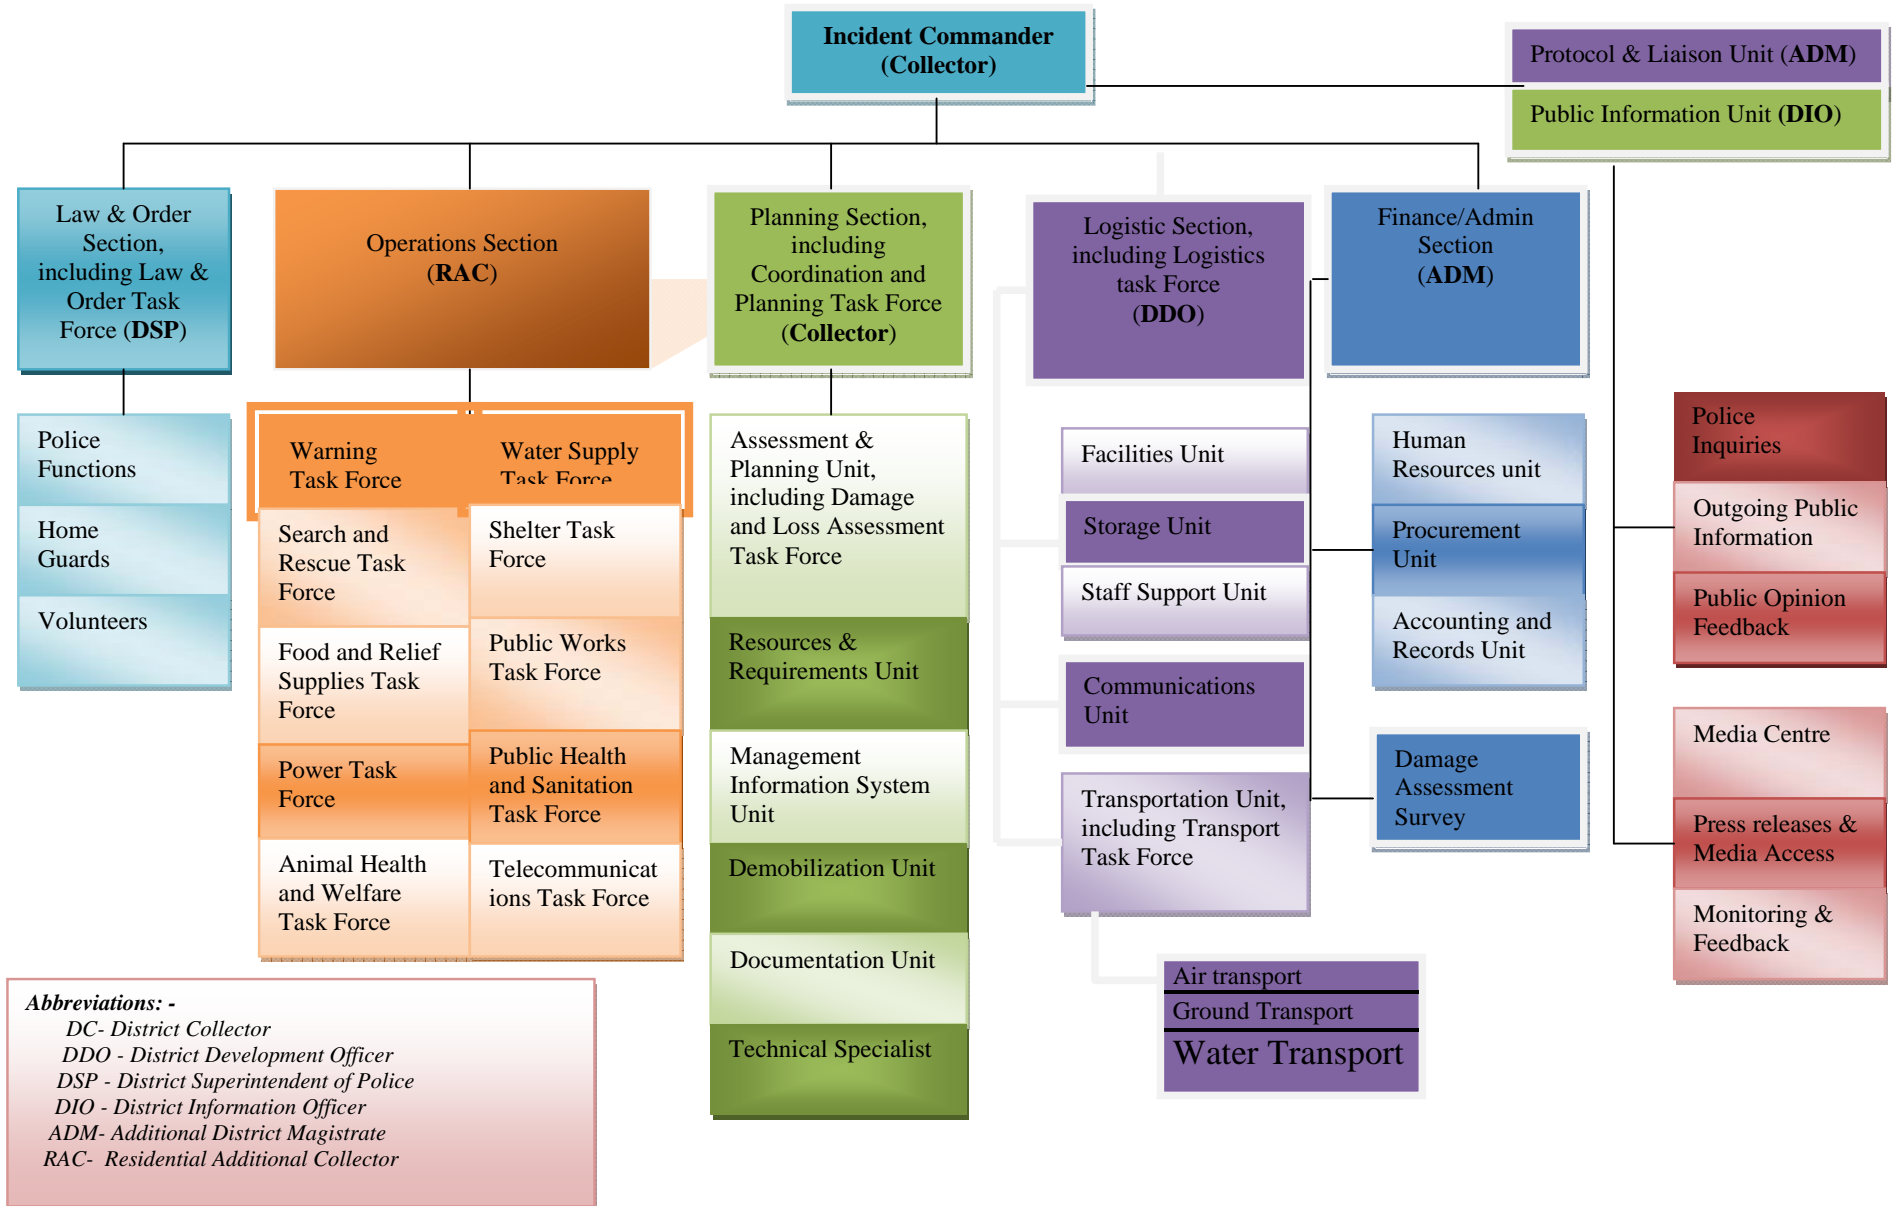 Incident Commander
(Collector)
Protocol & Liaison Unit (ADM)
Public Information Unit (DIO)
Law & Order
Section,
including Law &
Order Task
Force (DSP)
Operations Section
(RAC)
Planning Section,
including
Coordination and
Planning Task Force
(Collector)
Logistic Section,
including Logistics
task Force
(DDO)
Finance/Admin
Section
(ADM)
Police
Functions
Home
Guards
Volunteers
Warning
Task Force
Water Supply
Task Force
Search and
Rescue Task
Force
Shelter Task
Force
Food and Relief
Supplies Task
Force
Public Works
Task Force
Power Task
Force
Public Health
and Sanitation
Task Force
Animal Health
and Welfare
Task Force
Telecommunicat
ions Task Force
Assessment &
Planning Unit,
including Damage
and Loss Assessment
Task Force
Resources &
Requirements Unit
Management
Information System
Unit
Demobilization Unit
Documentation Unit
Technical Specialist
Facilities Unit
Storage Unit
Staff Support Unit
Communications
Unit
Transportation Unit,
including Transport
Task Force
Air transport
Ground Transport
Water Transport
Human
Resources unit
Procurement
Unit
Accounting and
Records Unit
Damage
Assessment
Survey
Police
Inquiries
Outgoing Public
Information
Public Opinion
Feedback
Media Centre
Press releases &
Media Access
Monitoring &
Feedback
Abbreviations: -
DC- District Collector
DDO - District Development Officer
DSP - District Superintendent of Police
DIO - District Information Officer
ADM- Additional District Magistrate
RAC- Residential Additional Collector